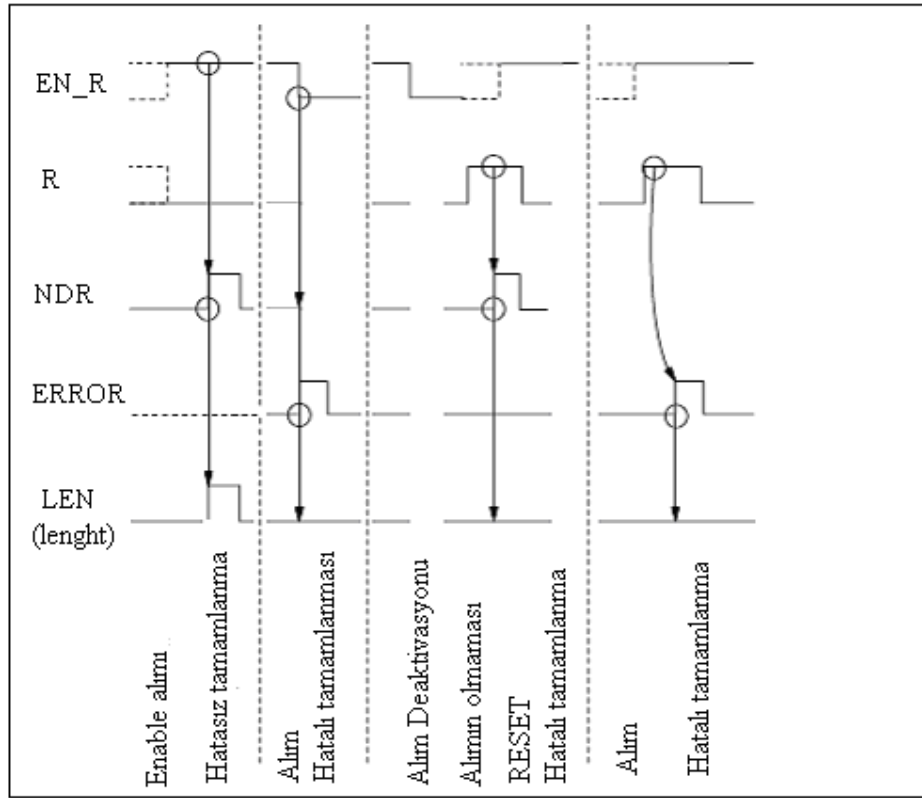 EN_R
R
NDR
ERROR
LEN
(lenght)
Enable alımı
Hatasız tamamlanma
Alım
Hatalı tamamlanması
Alım Deaktivasyonu
Alımın olmaması
RESET
Hatalı tamamlanma
Alım
Hatalı tamamlanma